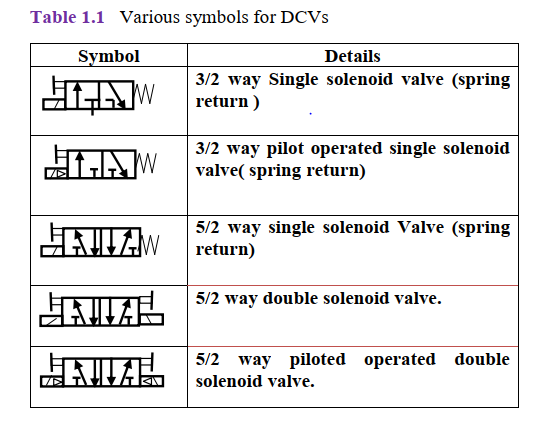 Table 1.1 Various symbols for DCVs
Symbol
Details
3/2 way Single solenoid valve (spring
return )
3/2 way pilot operated single solenoid
valve( spring return)
5/2 way single solenoid Valve (spring
return)
5/2 way double solenoid valve.
5/2 way piloted operated double
solenoid valve.